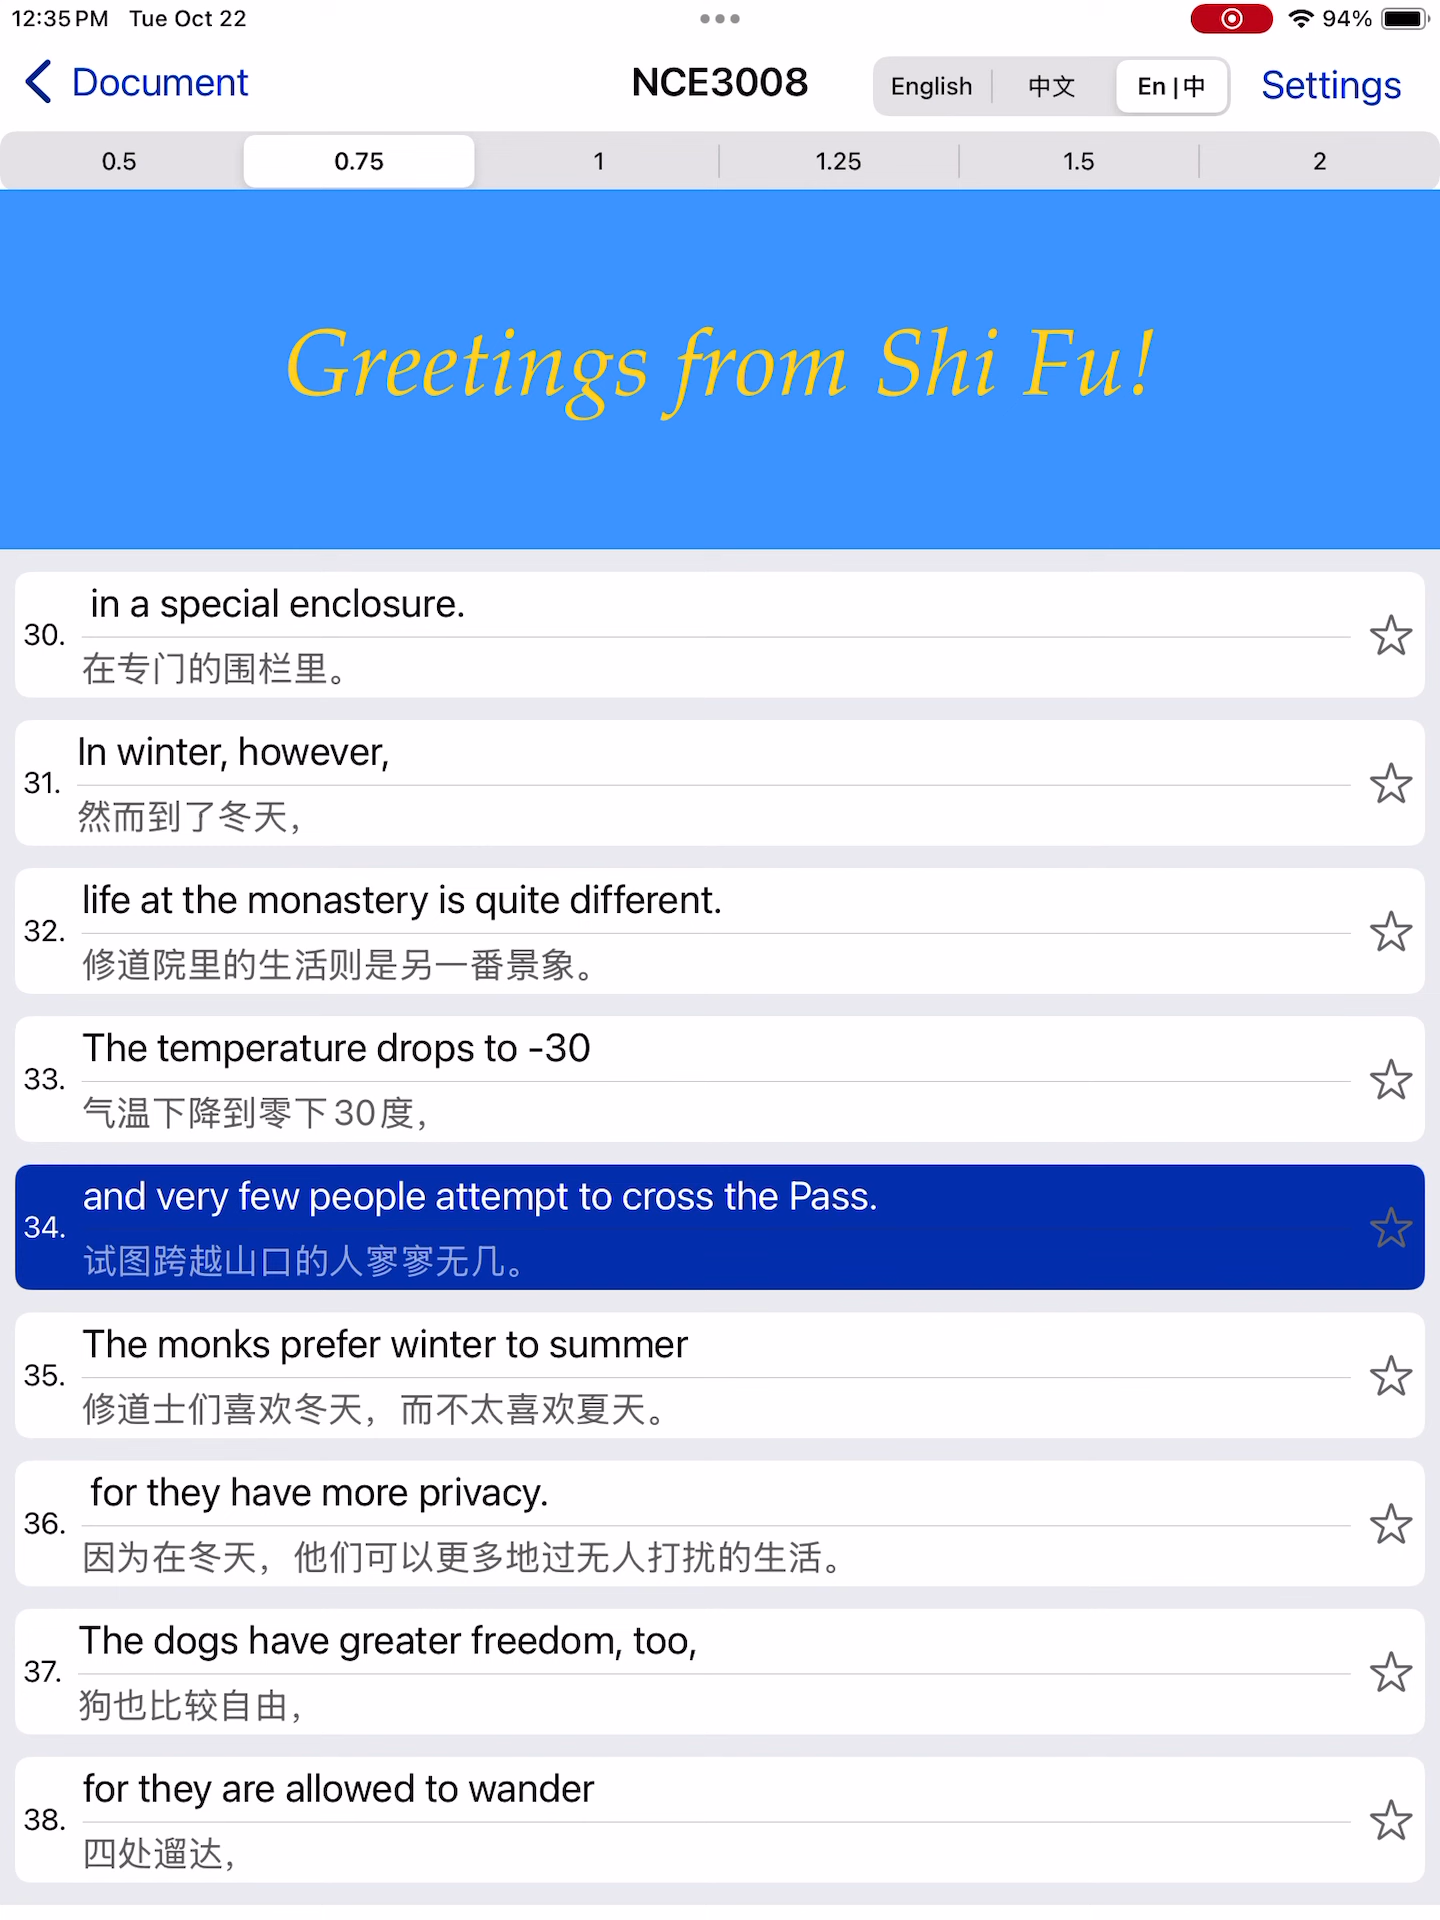 12:35 PM Tue Oct 22
94%
Document
NCE3008
English
中文
En | 中
Settings
0.5
0.75
1
1.25
1.5
2
Greetings from Shi Fu!
30.
in a special enclosure.
在专门的围栏里。
31.
In winter, however,
然而到了冬天，
32.
life at the monastery is quite different.
修道院里的生活则是另一番景象。
33.
The temperature drops to -30
气温下降到零下30度，
34.
and very few people attempt to cross the Pass.
试图跨越山口的人寥寥无几。
35.
The monks prefer winter to summer
修道士们喜欢冬天，而不太喜欢夏天。
36.
for they have more privacy.
因为在冬天，他们可以更多地过无人打扰的生活。
37.
The dogs have greater freedom, too,
狗也比较自由，
38.
for they are allowed to wander
四处遛达，